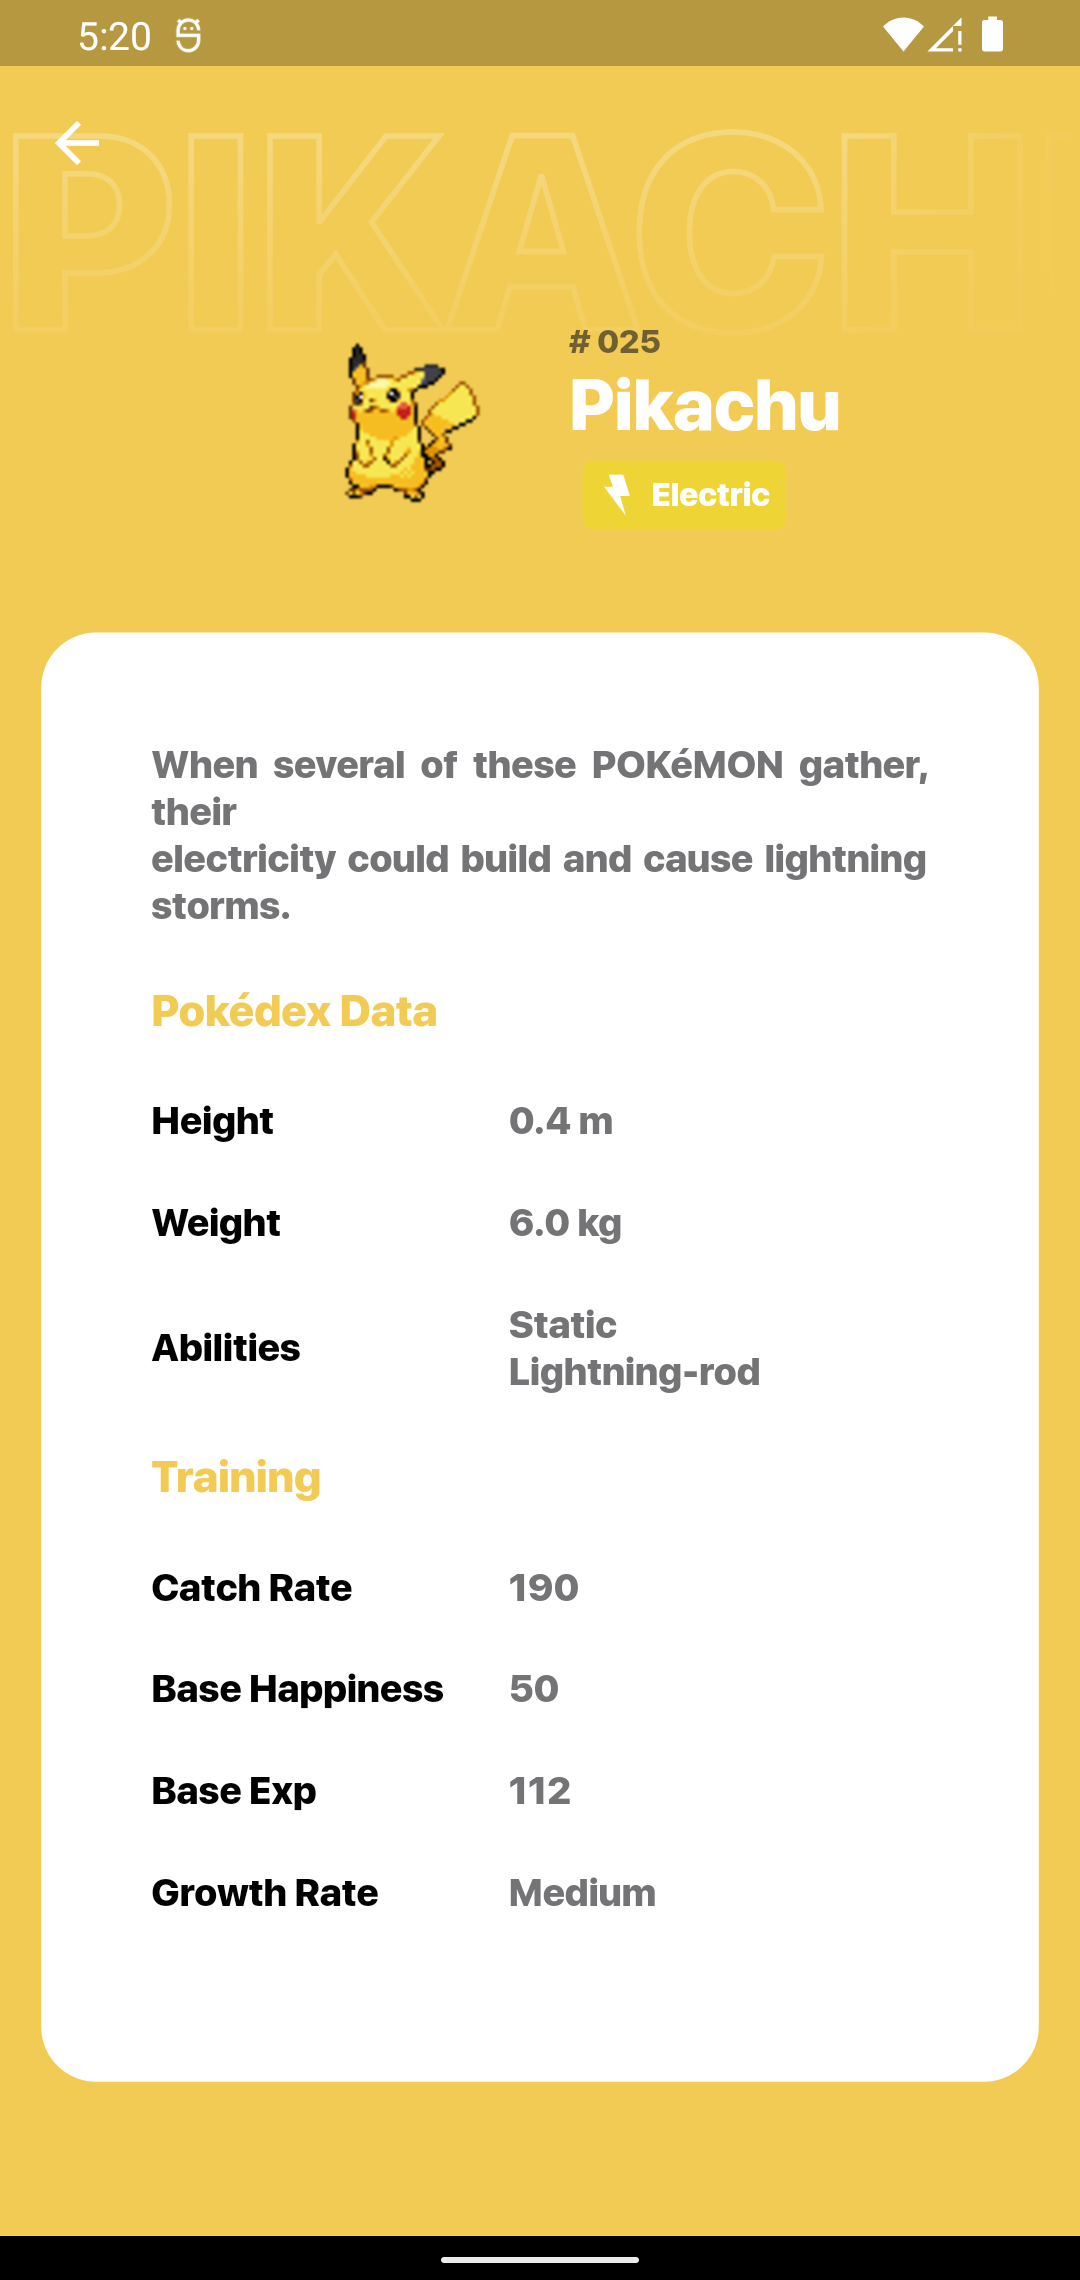 5:20
PIKACH
# 025
Pikachu
Electric
When several of these POKéMON gather,
their
electricity could build and cause lightning
storms.
Pokédex Data
Height 0.4 m
Weight 6.0 kg
Abilities Static
Lightning-rod
Training
Catch Rate 190
Base Happiness 50
Base Exp 112
Growth Rate Medium